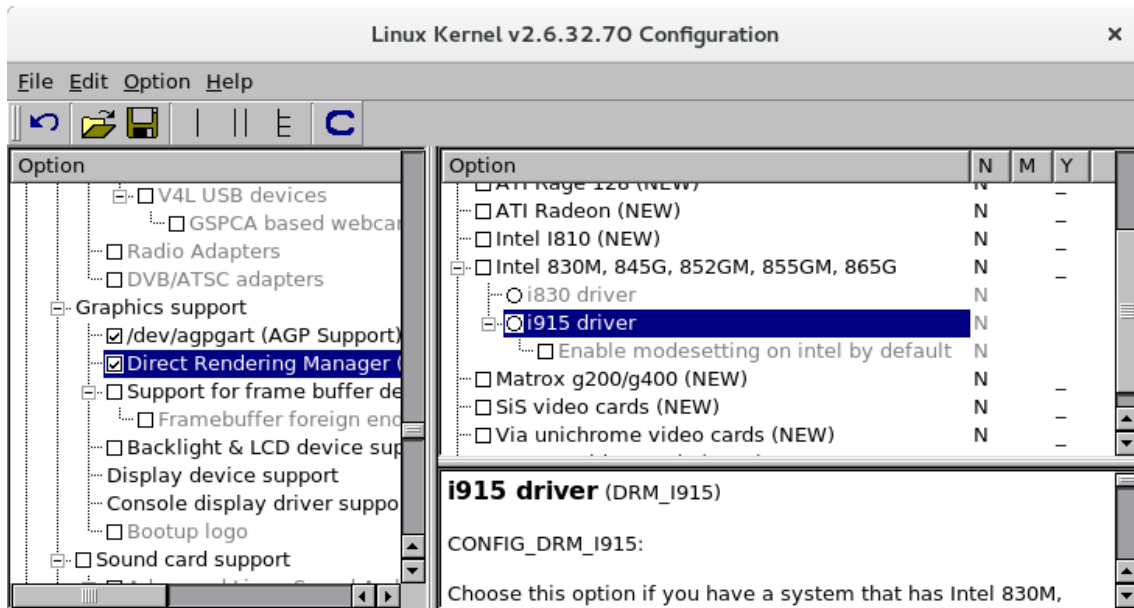 Linux Kernel v2.6.32.70 Configuration
File Edit Option Help
Option
V4L USB devices
GSPCA based
Radio Adapters
DVB/ATSC adapters
Graphics support
/dev/agpgart (AGP Support)
Direct Rendering Manager (
Support for frame buffer
Framebuffer foreign
Backlight & LCD device
Display device support
Console display driver
Bootup logo
Sound card support
Option N M Y
ATI Rage 128 (NEW) N _
ATI Radeon (NEW) N _
Intel I810 (NEW) N _
Intel 830M, 845G, 852GM, 855GM, 865G N _
i830 driver N
i915 driver N
Enable modesetting on intel by default N
Matrox g200/g400 (NEW) N _
SiS video cards (NEW) N _
Via unichrome video cards (NEW) N _
i915 driver (DRM_I915)
CONFIG_DRM_I915:
Choose this option if you have a system that has Intel 830M,